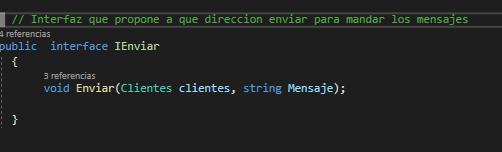 // Interfaz que propone a que direccion enviar para mandar los mensajes
4 referencias
public interface IEnviar
{
3 referencias
void Enviar(Clientes clientes, string Mensaje);
}